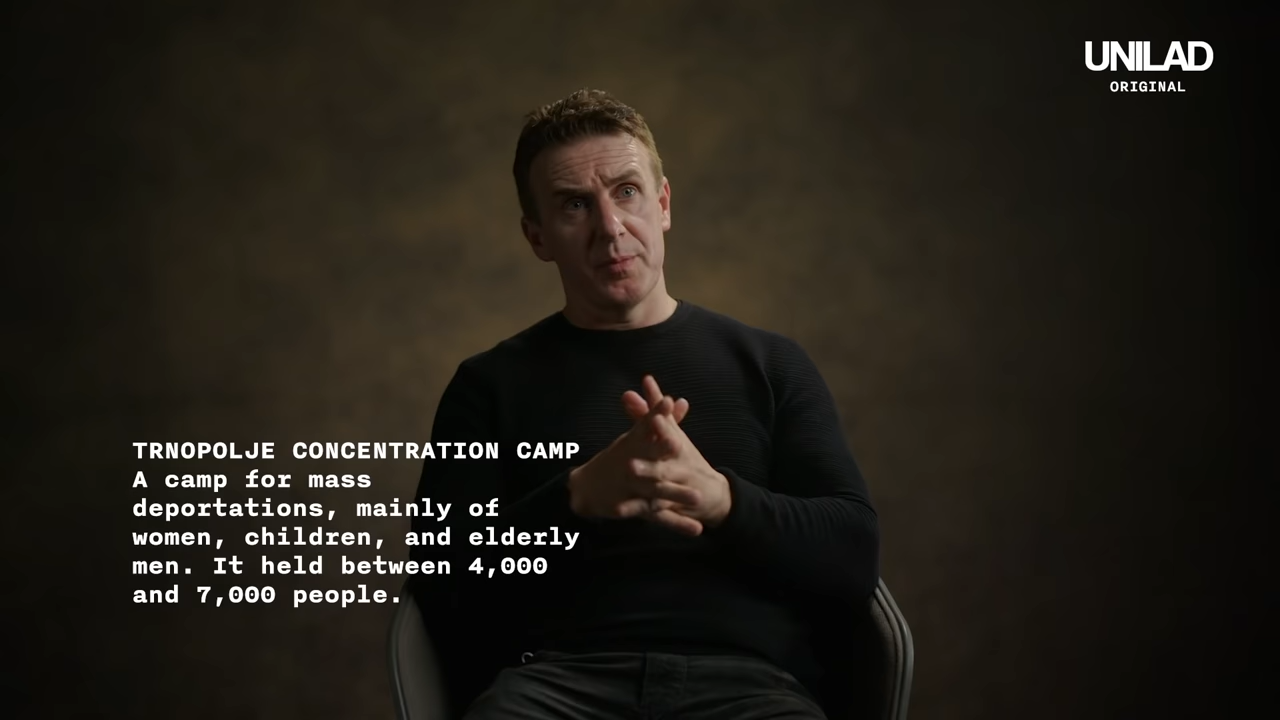 UNILAD
ORIGINAL
TRNOPOLJE CONCENTRATION CAMP
A camp for mass
deportations, mainly of
women, children, and elderly
men. It held between 4,000
and 7,000 people.